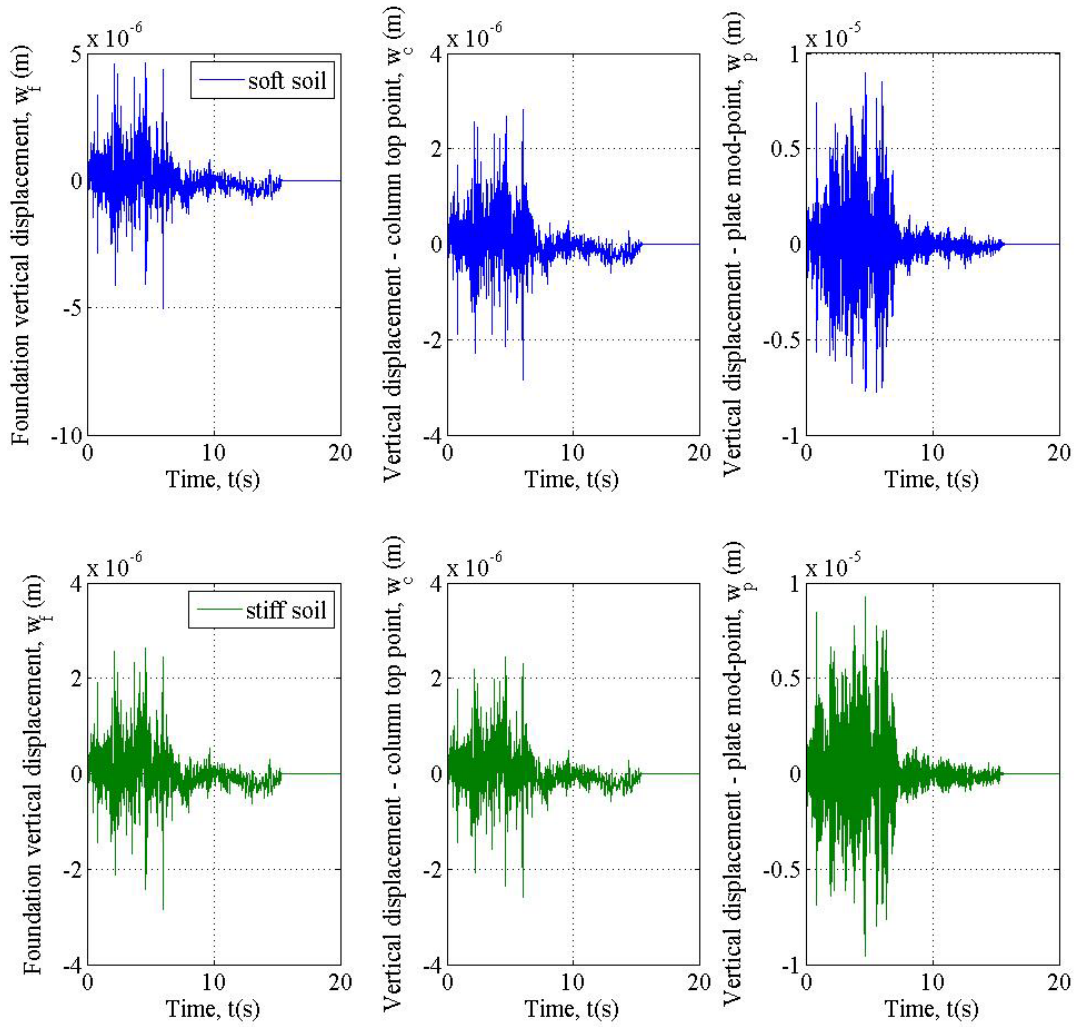 x 10^-6
5
0
-5
-10
0
10
20
Foundation vertical displacement, w_f (m)
Time, t(s)
soft soil
x 10^-6
4
2
0
-2
-4
0
10
20
Vertical displacement - column top point, w_c (m)
Time, t(s)
x 10^-5
1
0.5
0
-0.5
-1
0
10
20
Vertical displacement - plate mod-point, w_p (m)
Time, t(s)
x 10^-6
4
2
0
-2
-4
0
10
20
Foundation vertical displacement, w_f (m)
Time, t(s)
stiff soil
x 10^-6
4
2
0
-2
-4
0
10
20
Vertical displacement - column top point, w_c (m)
Time, t(s)
x 10^-5
1
0.5
0
-0.5
-1
0
10
20
Vertical displacement - plate mod-point, w_p (m)
Time, t(s)